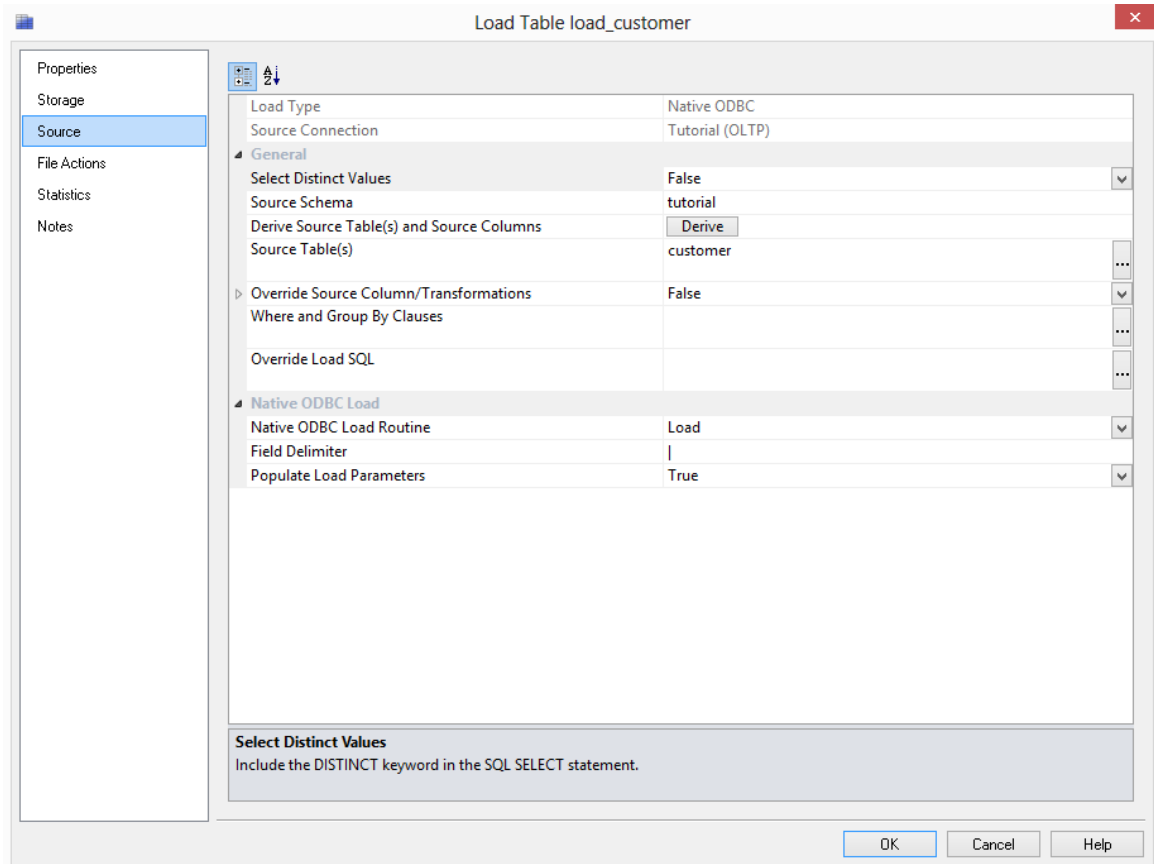 Load Table load_customer
Properties
Storage
Source
File Actions
Statistics
Notes
Load Type Native ODBC
Source Connection Tutorial (OLTP)
General
Select Distinct Values False
Source Schema tutorial
Derive Source Table(s) and Source Columns Derive
Source Table(s) customer
...
Override Source Column/Transformations False
Where and Group By Clauses
...
Override Load SQL
...
Native ODBC Load
Native ODBC Load Routine Load
Field Delimiter |
Populate Load Parameters True
Select Distinct Values
Include the DISTINCT keyword in the SQL SELECT statement.
OK Cancel Help